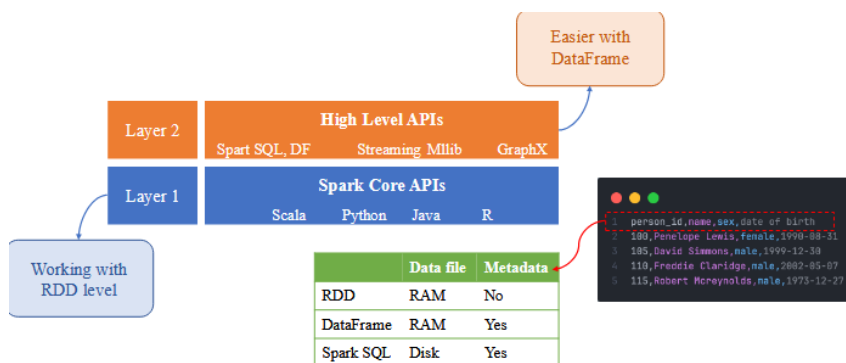 Easier with
DataFrame
Layer 2
High Level APIs
Spart SQL, DF Streaming Mllib GraphX
Layer 1
Spark Core APIs
Scala Python Java R
Working with
RDD level
Data file Metadata
RDD RAM No
DataFrame RAM Yes
Spark SQL Disk Yes
1 person_id,name,sex,date of birth
2 100,Penelope Lewis,female,1990-08-31
3 105,David Simmons,male,1999-12-30
4 110,Freddie Claridge,male,2002-05-07
5 115,Robert Mcreynolds,male,1973-12-27